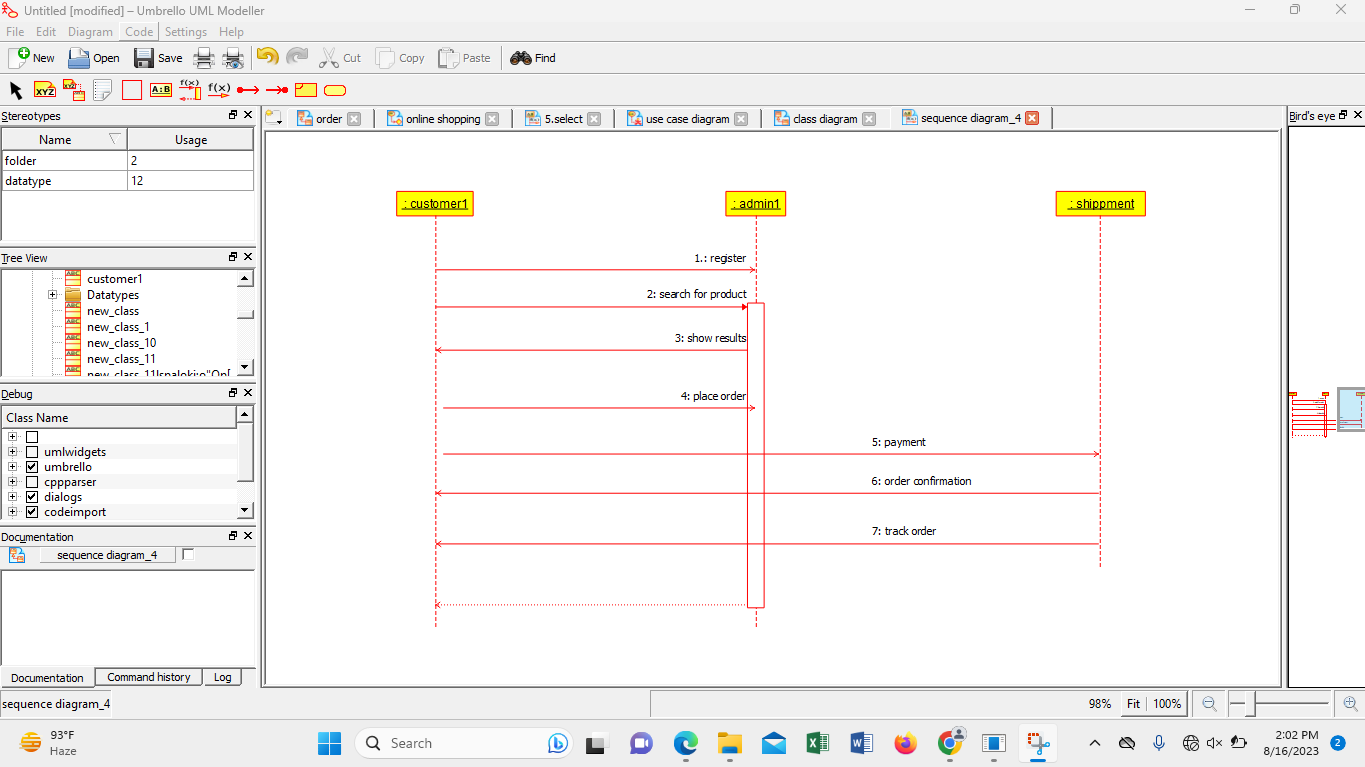 Untitled [modified] – Umbrello UML Modeller
File Edit Diagram Code Settings Help
New Open Save Cut Copy Paste Find
XYZ XYZ A:B f(x) f(x)
Stereotypes
Name Usage
folder 2
datatype 12
Tree View
customer1
Datatypes
new_class
new_class_1
new_class_10
new_class_11
Debug
Class Name
umlwidgets
umbrello
cppparser
dialogs
codeimport
Documentation
sequence diagram_4
Documentation Command history Log
sequence diagram_4
order online shopping 5.select use case diagram class diagram sequence diagram_4
: customer1 : admin1 : shippment
1.: register
2: search for product
3: show results
4: place order
5: payment
6: order confirmation
7: track order
Bird's eye
98% Fit 100%
93°F
Haze
Search
2:02 PM
8/16/2023
2